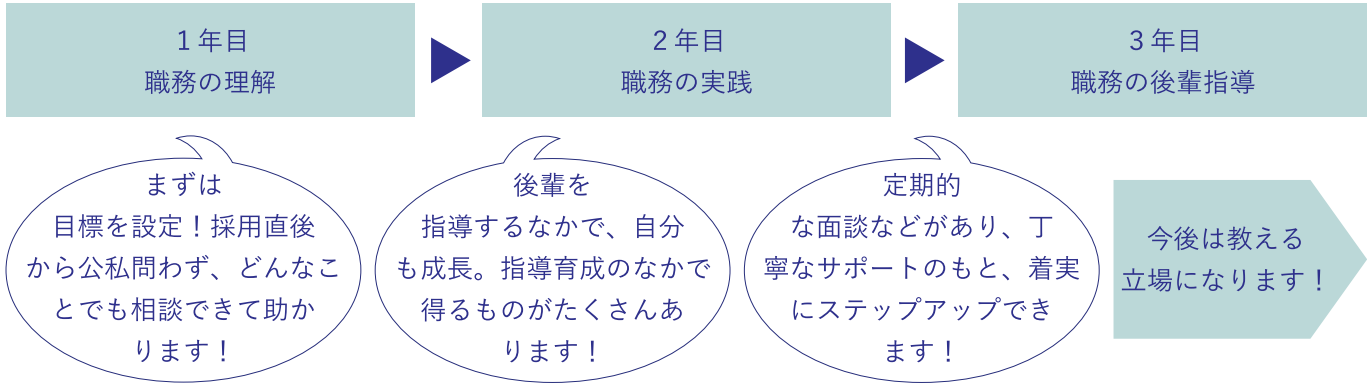 1年目
職務の理解
2年目
職務の実践
3年目
職務の後輩指導
まずは
目標を設定！採用直後
から公私問わず、どんなこ
とでも相談できて助か
ります！
後輩を
指導するなかで、自分
も成長。指導育成のなかで
得るものがたくさんあ
ります！
定期的
な面談などがあり、丁
寧なサポートのもと、着実
にステップアップでき
ます！
今後は教える
立場になります！